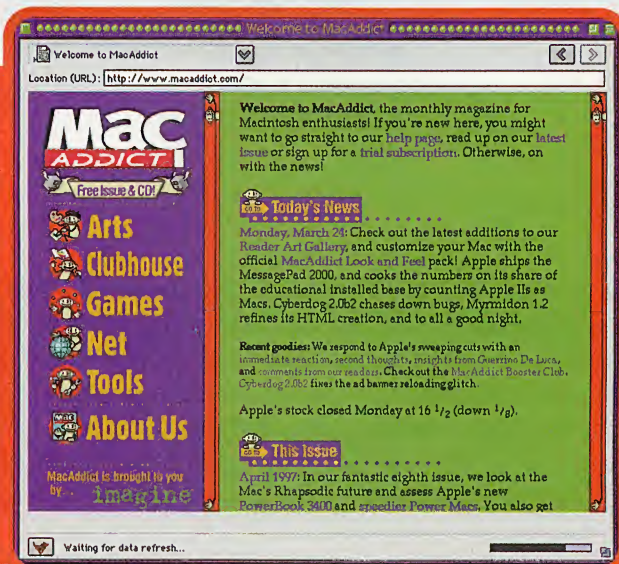 Welcome to MacAddict
Welcome to MacAddict
Location (URL): http://www.macaddict.com/
Mac
ADDICT
Free Issue & CD!
Arts
Clubhouse
Games
Net
Tools
About Us
MacAddict is brought to you
by... imagine
Welcome to MacAddict, the monthly magazine for
Macintosh enthusiasts! If you're new here, you might
want to go straight to our help page, read up on our latest
issue or sign up for a trial subscription. Otherwise, on
with the news!
GO TO Today's News
Monday, March 24: Check out the latest additions to our
Reader Art Gallery, and customize your Mac with the
official MacAddict Look and Feel pack! Apple ships the
MessagePad 2000, and cooks the numbers on its share of
the educational installed base by counting Apple IIs as
Macs. Cyberdog 2.0b2 chases down bugs, Myrmidon 1.2
refines its HTML creation, and to all a good night.
Recent goodies: We respond to Apple's sweeping cuts with an
immediate reaction, second thoughts, insights from Guerrino De Luca,
and comments from our readers. Check out the MacAddict Booster Club.
Cyberdog 2.0b2 fixes the ad banner reloading glitch.
Apple's stock closed Monday at 16 1/2 (down 1/8).
GO TO This Issue
April 1997: In our fantastic eighth issue, we look at the
Mac's Rhapsodic future and assess Apple's new
PowerBook 3400 and speedier Power Macs. You also get
Waiting for data refresh...